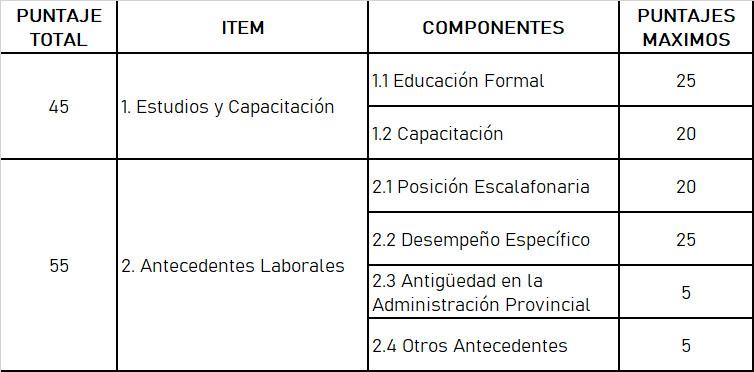 PUNTAJE
TOTAL
ITEM
COMPONENTES
PUNTAJES
MAXIMOS
45
1. Estudios y Capacitación
1.1 Educación Formal
25
1.2 Capacitación
20
55
2. Antecedentes Laborales
2.1 Posición Escalafonaria
20
2.2 Desempeño Específico
25
2.3 Antigüedad en la
Administración Provincial
5
2.4 Otros Antecedentes
5